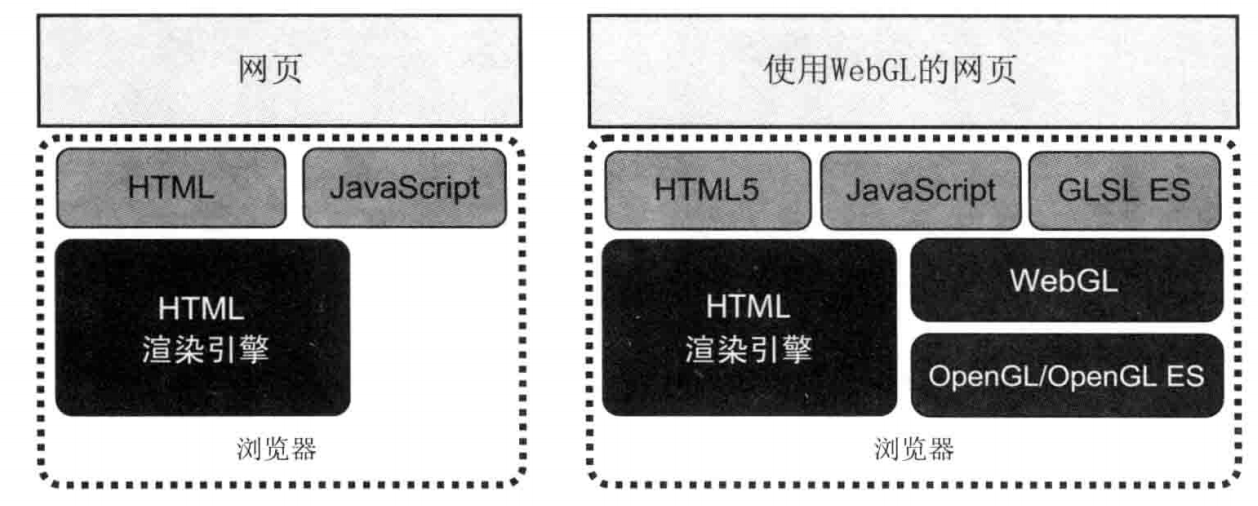 网页
HTML
JavaScript
HTML
渲染引擎
浏览器
使用WebGL的网页
HTML5
JavaScript
GLSL ES
HTML
渲染引擎
WebGL
OpenGL/OpenGL ES
浏览器